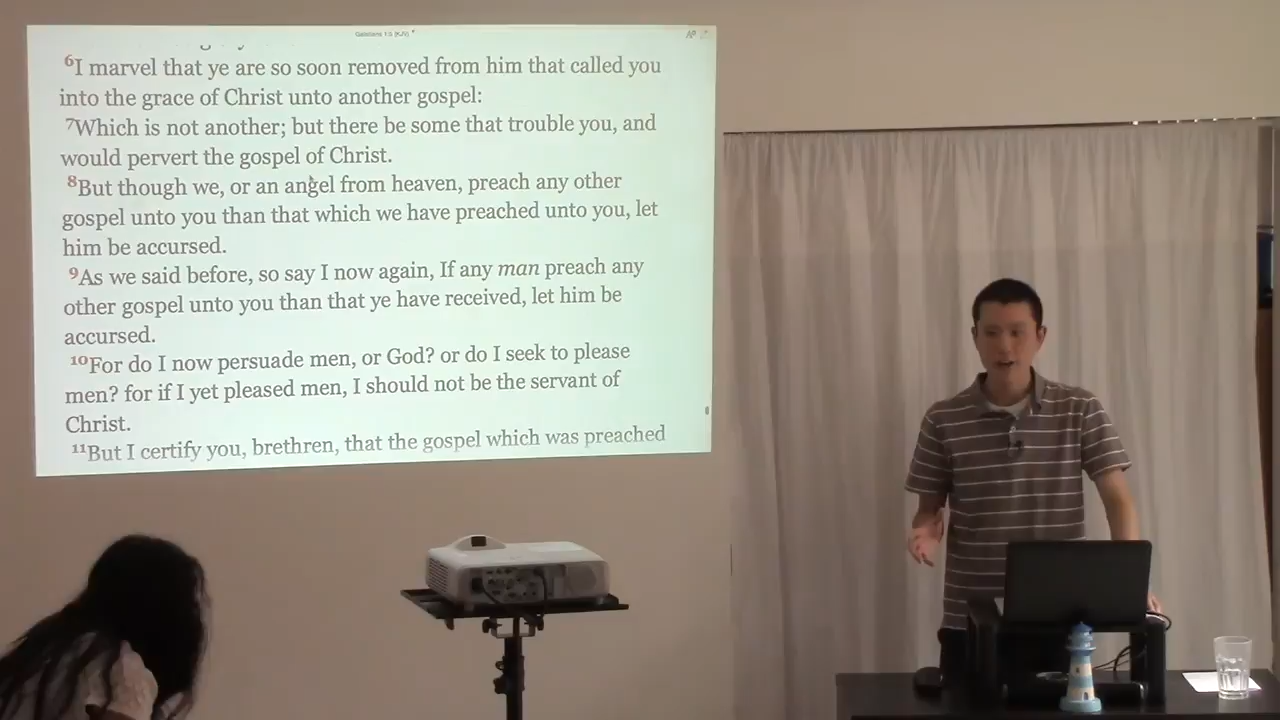 Galatians 1:5 (KJV)
6I marvel that ye are so soon removed from him that called you
into the grace of Christ unto another gospel:
7Which is not another; but there be some that trouble you, and
would pervert the gospel of Christ.
8But though we, or an angel from heaven, preach any other
gospel unto you than that which we have preached unto you, let
him be accursed.
9As we said before, so say I now again, If any man preach any
other gospel unto you than that ye have received, let him be
accursed.
10For do I now persuade men, or God? or do I seek to please
men? for if I yet pleased men, I should not be the servant of
Christ.
11But I certify you, brethren, that the gospel which was preached